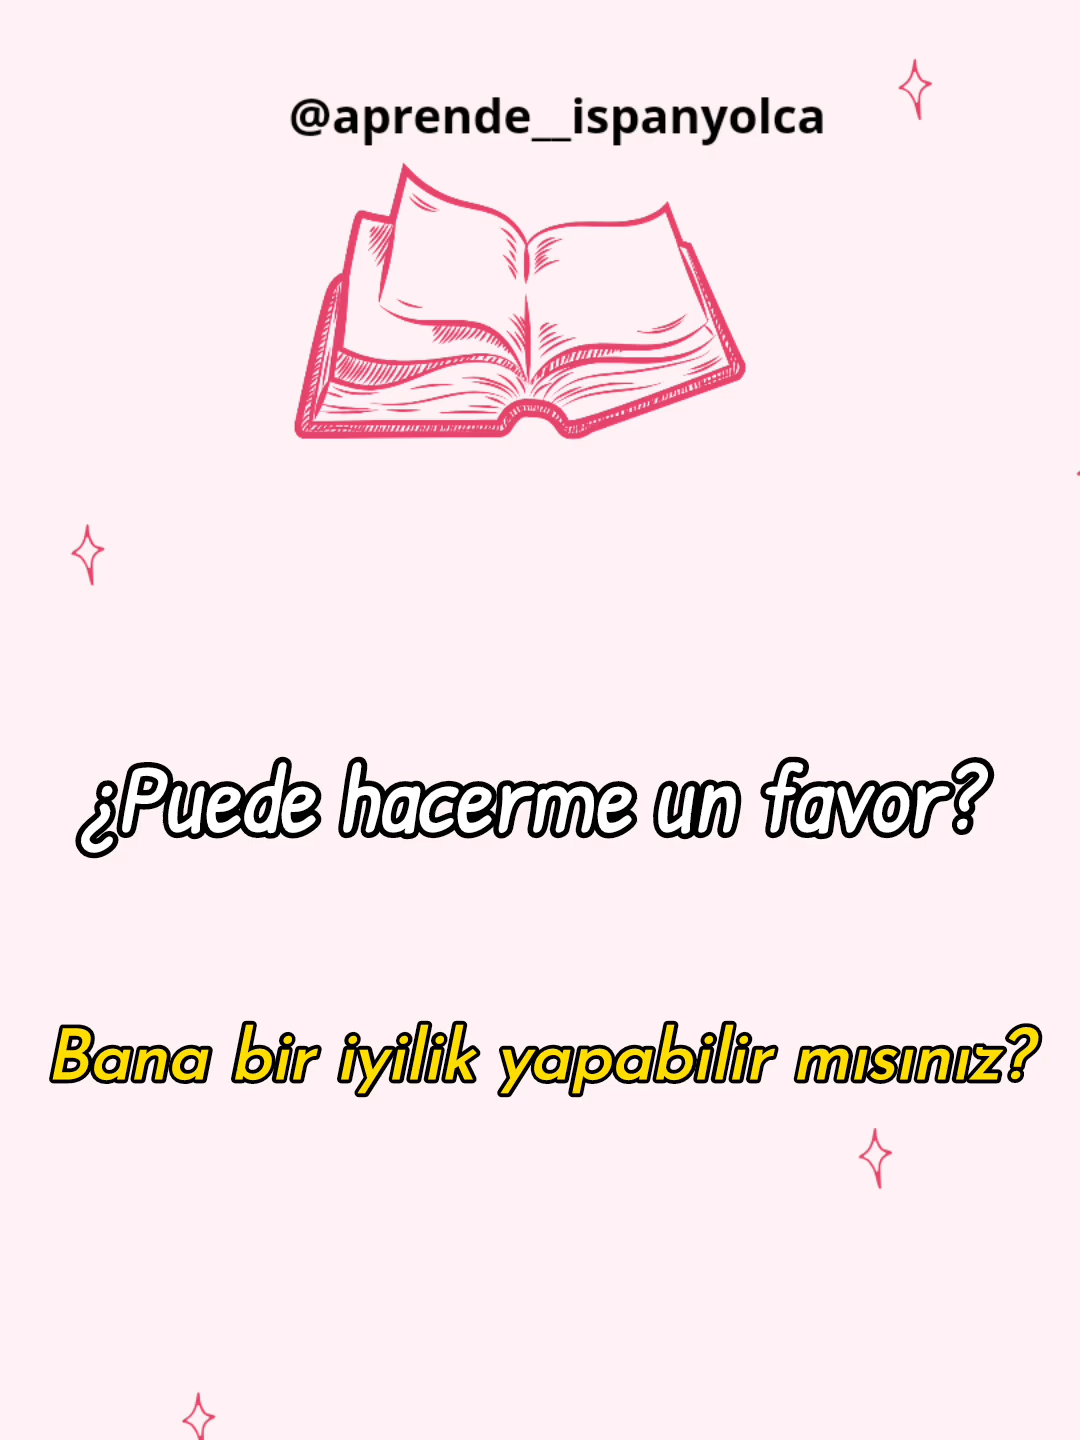 @aprende__ispanyolca
¿Puede hacerme un favor?
Bana bir iyilik yapabilir mısınız?